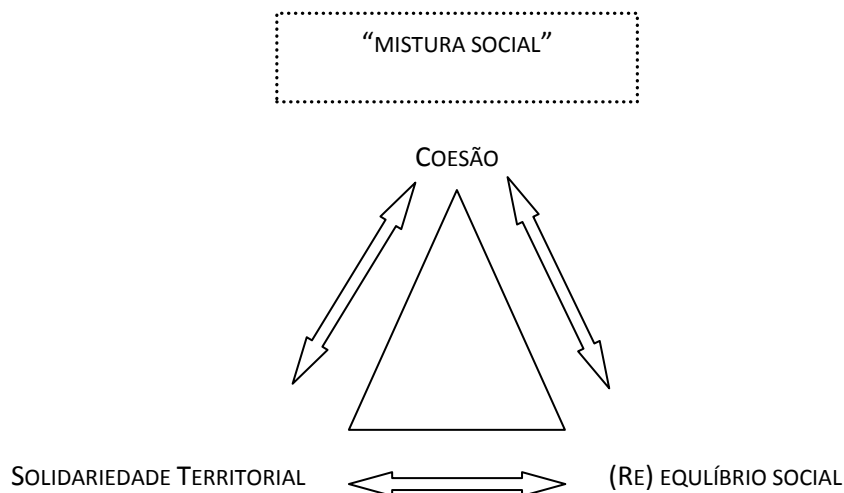 “MISTURA SOCIAL”
COESÃO
SOLIDARIEDADE TERRITORIAL
(RE) EQULÍBRIO SOCIAL